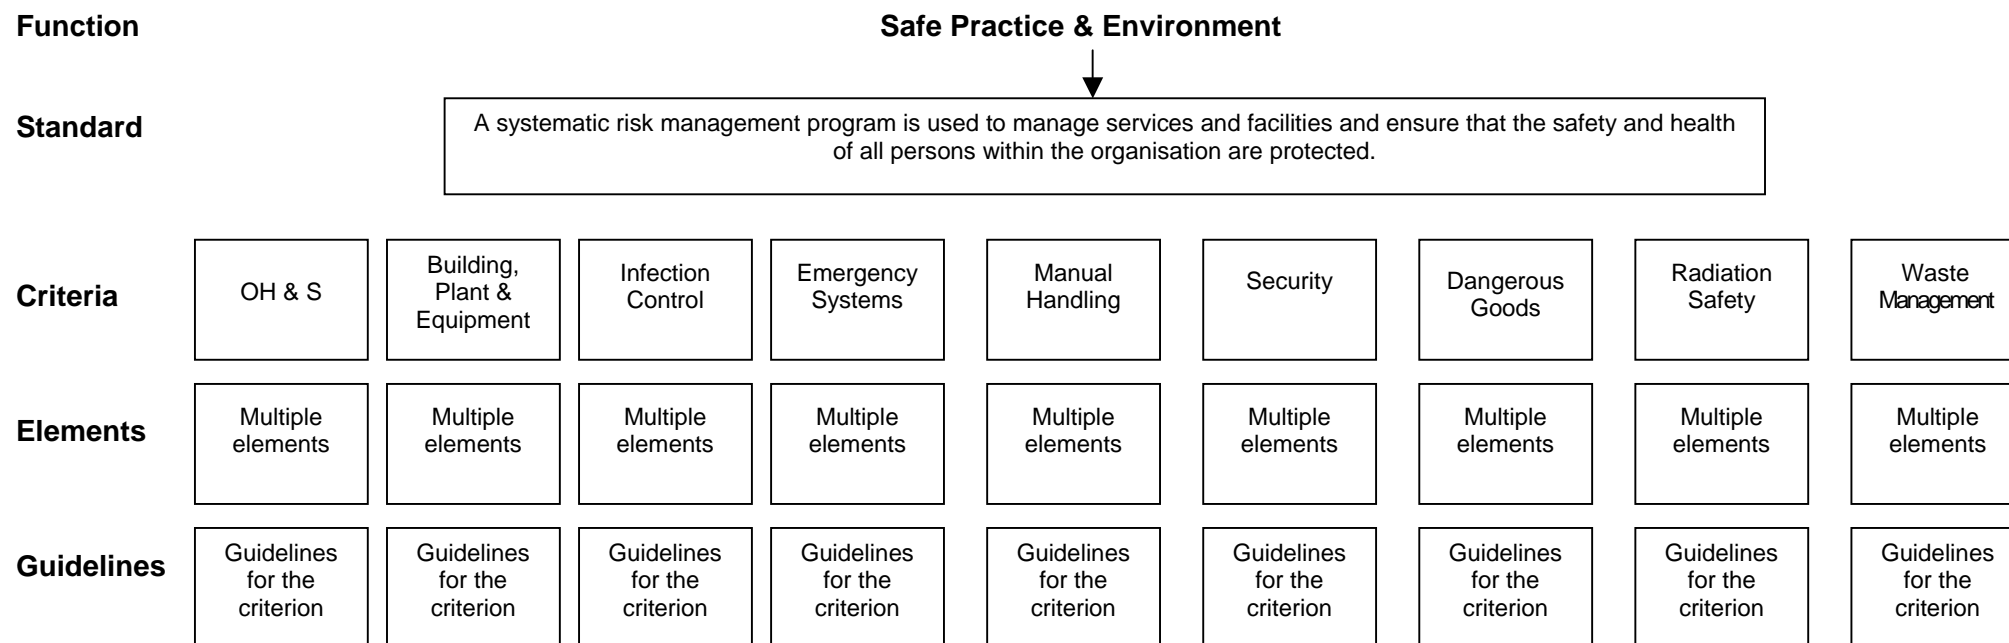 Function
Safe Practice & Environment
Standard
A systematic risk management program is used to manage services and facilities and ensure that the safety and health
of all persons within the organisation are protected.
Criteria
OH & S
Building,
Plant &
Equipment
Infection
Control
Emergency
Systems
Manual
Handling
Security
Dangerous
Goods
Radiation
Safety
Waste
Management
Elements
Multiple
elements
Multiple
elements
Multiple
elements
Multiple
elements
Multiple
elements
Multiple
elements
Multiple
elements
Multiple
elements
Multiple
elements
Guidelines
Guidelines
for the
criterion
Guidelines
for the
criterion
Guidelines
for the
criterion
Guidelines
for the
criterion
Guidelines
for the
criterion
Guidelines
for the
criterion
Guidelines
for the
criterion
Guidelines
for the
criterion
Guidelines
for the
criterion